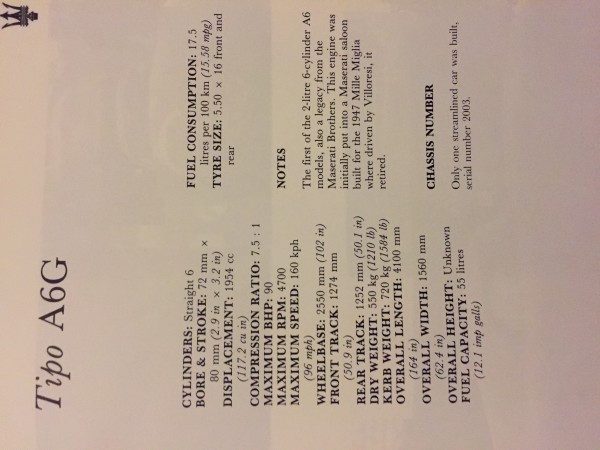 Tipo A6G
CYLINDERS: Straight 6
BORE & STROKE: 72 mm ×
80 mm (2.9 in × 3.2 in)
DISPLACEMENT: 1954 cc
(117.2 cu in)
COMPRESSION RATIO: 7.5 : 1
MAXIMUM BHP: 90
MAXIMUM RPM: 4700
MAXIMUM SPEED: 160 kph
(96 mph)
WHEELBASE: 2550 mm (102 in)
FRONT TRACK: 1274 mm
(50.9 in)
REAR TRACK: 1252 mm (50.1 in)
DRY WEIGHT: 550 kg (1210 lb)
KERB WEIGHT: 720 kg (1584 lb)
OVERALL LENGTH: 4100 mm
(164 in)
OVERALL WIDTH: 1560 mm
(62.4 in)
OVERALL HEIGHT: Unknown
FUEL CAPACITY: 55 litres
(12.1 imp galls)
FUEL CONSUMPTION: 17.5
litres per 100 km (15.58 mpg)
TYRE SIZE: 5.50 × 16 front and
rear
NOTES
The first of the 2-litre 6-cylinder A6
models, also a legacy from the
Maserati Brothers. This engine was
initially put into a Maserati saloon
built for the 1947 Mille Miglia
where driven by Villoresi, it
retired.
CHASSIS NUMBER
Only one streamlined car was built,
serial number 2003.